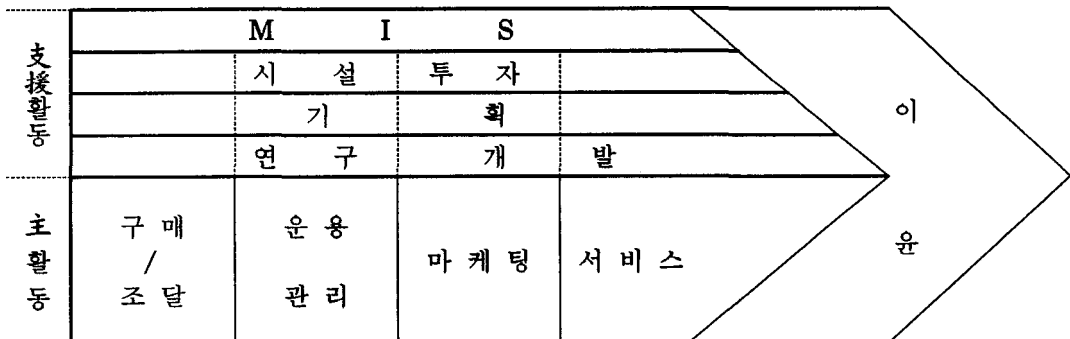 支援활동
M I S
시 설 투 자
기 획
연 구 개 발
主활동
구 매
/
조 달
운 용
관 리
마 케 팅
서 비 스
이
윤